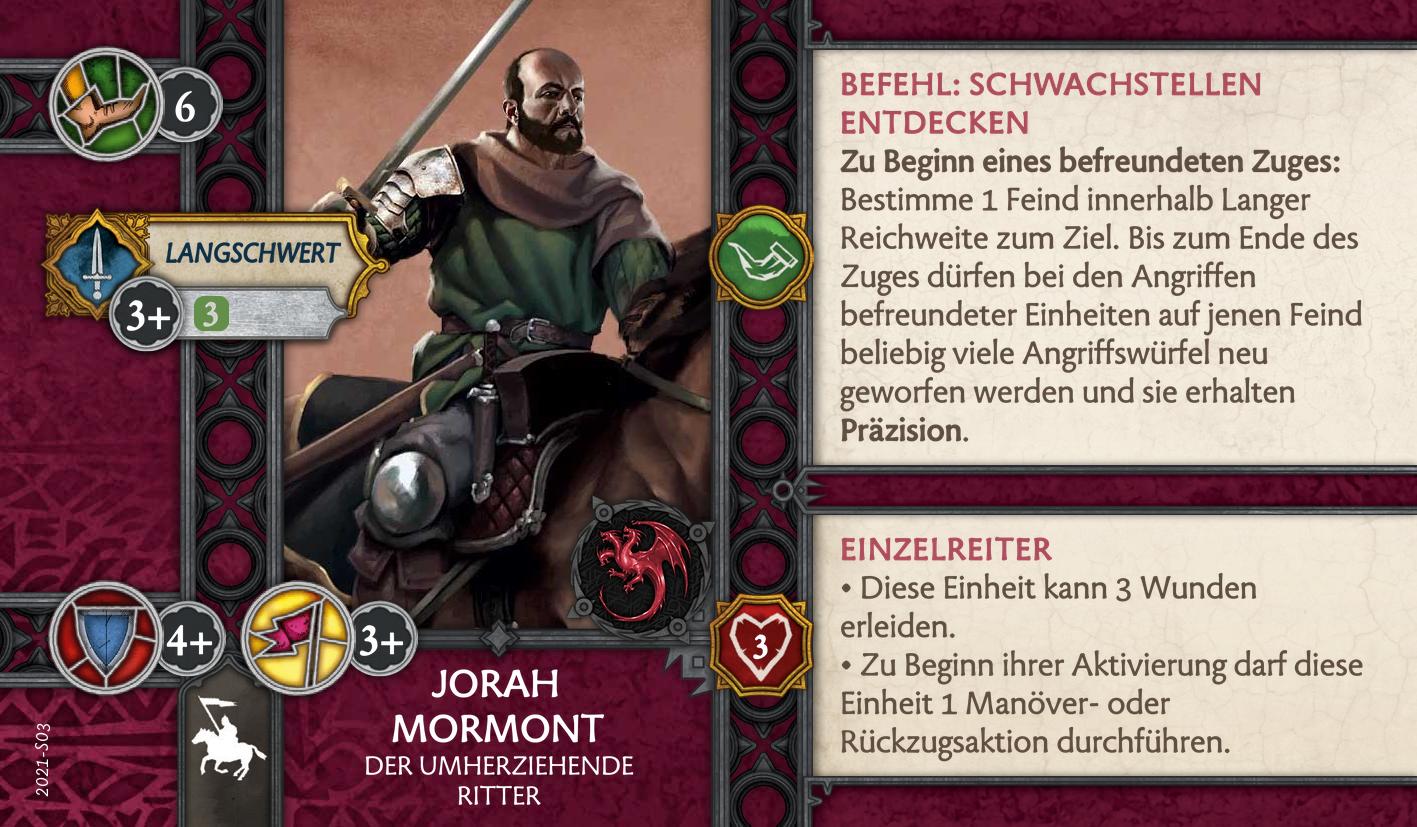 6
LANGSCHWERT
3+ 3
4+
3+
JORAH
MORMONT
DER UMHERZIEHENDE
RITTER
2021-S03
BEFEHL: SCHWACHSTELLEN
ENTDECKEN
Zu Beginn eines befreundeten Zuges:
Bestimme 1 Feind innerhalb Langer
Reichweite zum Ziel. Bis zum Ende des
Zuges dürfen bei den Angriffen
befreundeter Einheiten auf jenen Feind
beliebig viele Angriffswürfel neu
geworfen werden und sie erhalten
Präzision.
3
EINZELREITER
• Diese Einheit kann 3 Wunden
erleiden.
• Zu Beginn ihrer Aktivierung darf diese
Einheit 1 Manöver- oder
Rückzugsaktion durchführen.